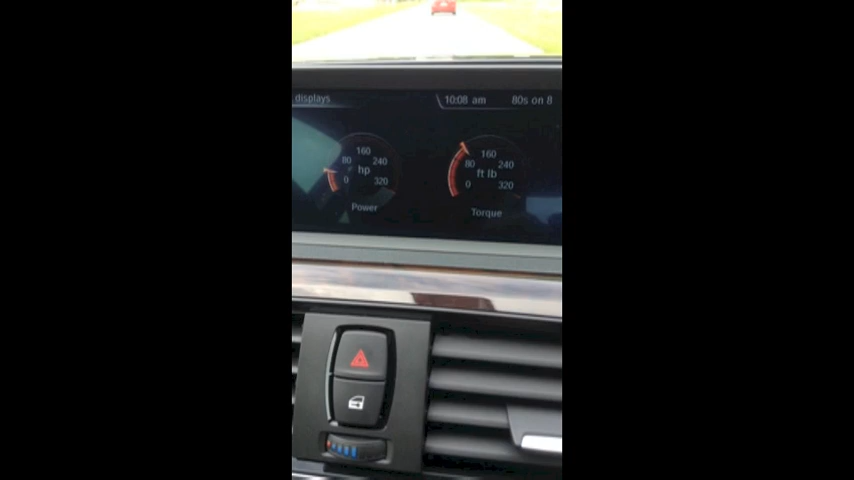 displays
10:08 am
80s on 8
160
80
240
hp
0
320
Power
160
80
240
ft lb
0
320
Torque